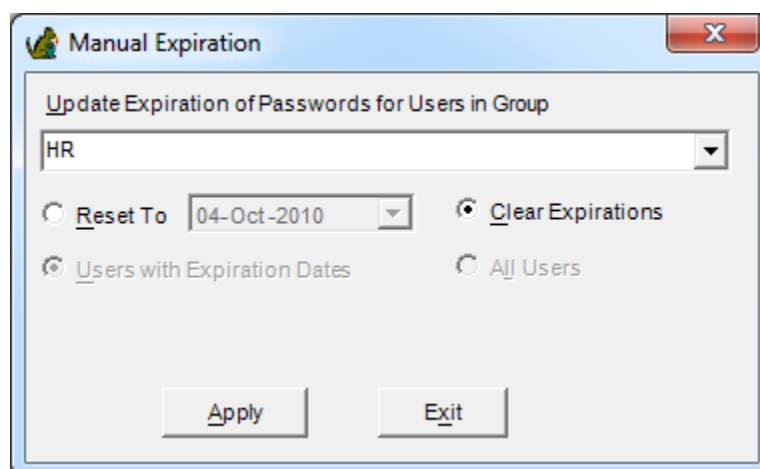 Manual Expiration
Update Expiration of Passwords for Users in Group
HR
Reset To 04-Oct-2010 Clear Expirations
Users with Expiration Dates All Users
Apply Exit